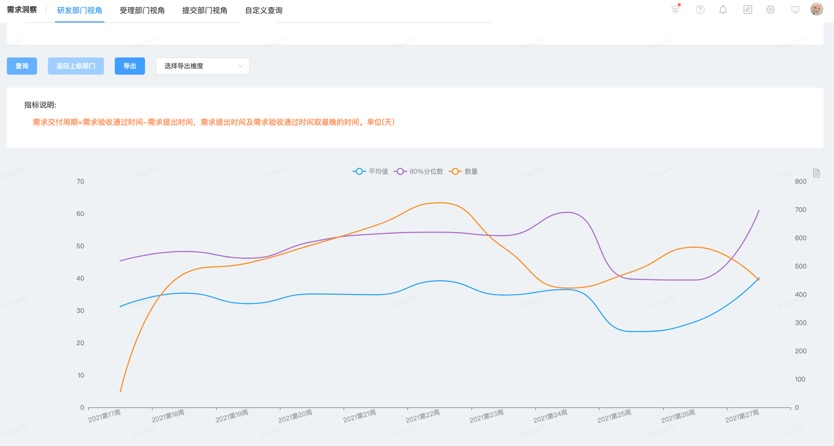 需求洞察 研发部门视角 受理部门视角 提交部门视角 自定义查询
查询 返回上层部门 导出 选择导出维度
指标说明:
需求交付周期=需求验收通过时间-需求提出时间，需求提出时间及需求验收通过时间取最晚的时间。单位(天)
平均值 80%分位数 数量
70 800
60 700
50 600
40 500
30 400
20 300
10 200
0 100
0
2021第17周 2021第18周 2021第19周 2021第20周 2021第21周 2021第22周 2021第23周 2021第24周 2021第25周 2021第26周 2021第27周